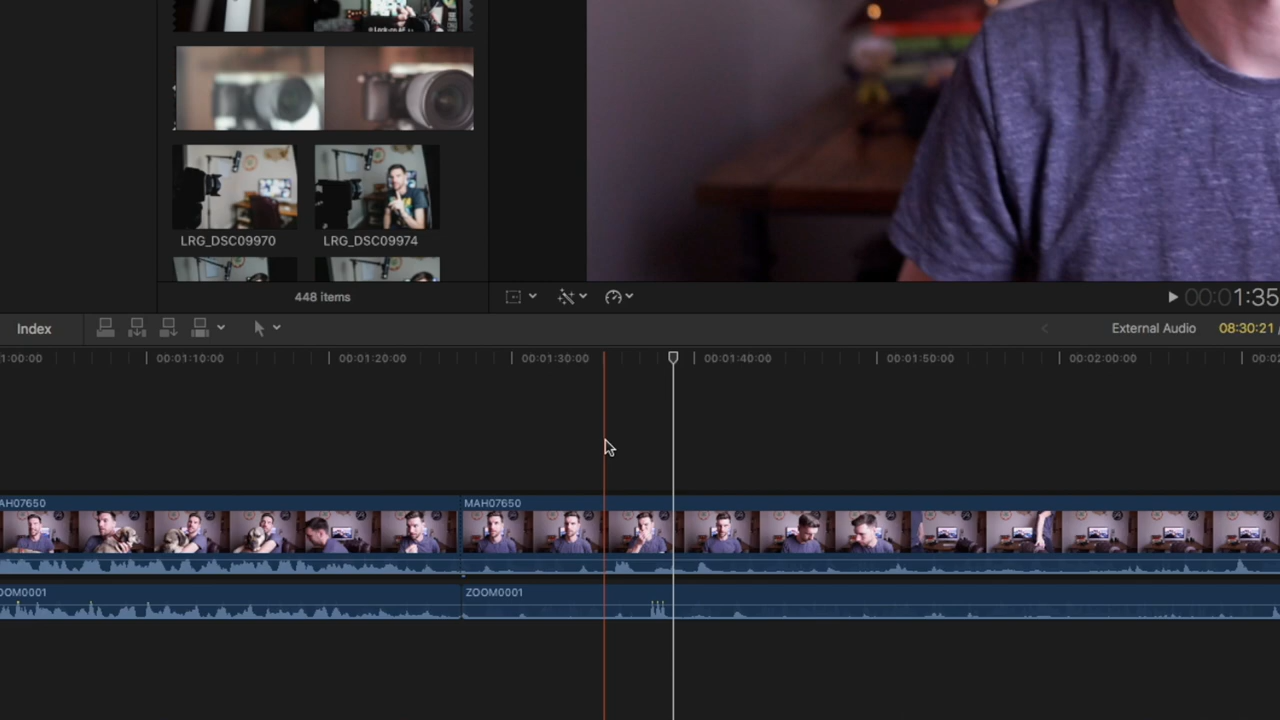 LRG_DSC09970 LRG_DSC09974
448 items
00:01:35
Index
External Audio 08:30:21
1:00:00 00:01:10:00 00:01:20:00 00:01:30:00 00:01:40:00 00:01:50:00 00:02:00:00 00:0
AH07650 MAH07650
OOM0001 ZOOM0001